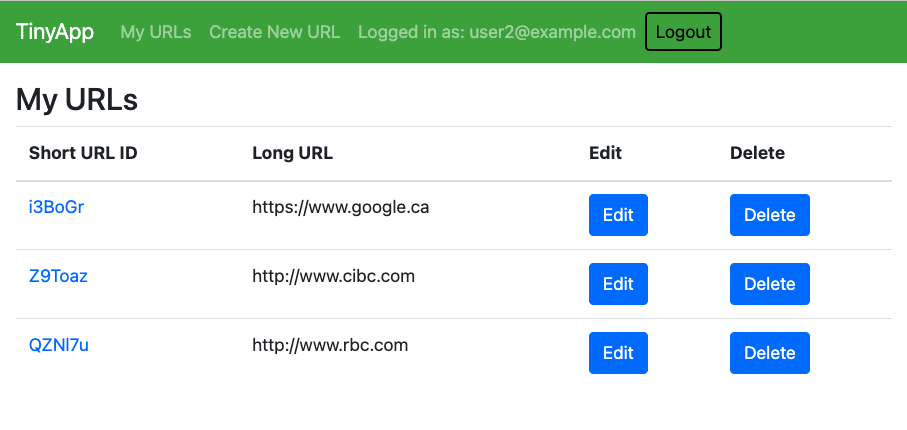 TinyApp My URLs Create New URL Logged in as: user2@example.com Logout
My URLs
Short URL ID Long URL Edit Delete
i3BoGr https://www.google.ca Edit Delete
Z9Toaz http://www.cibc.com Edit Delete
QZNl7u http://www.rbc.com Edit Delete